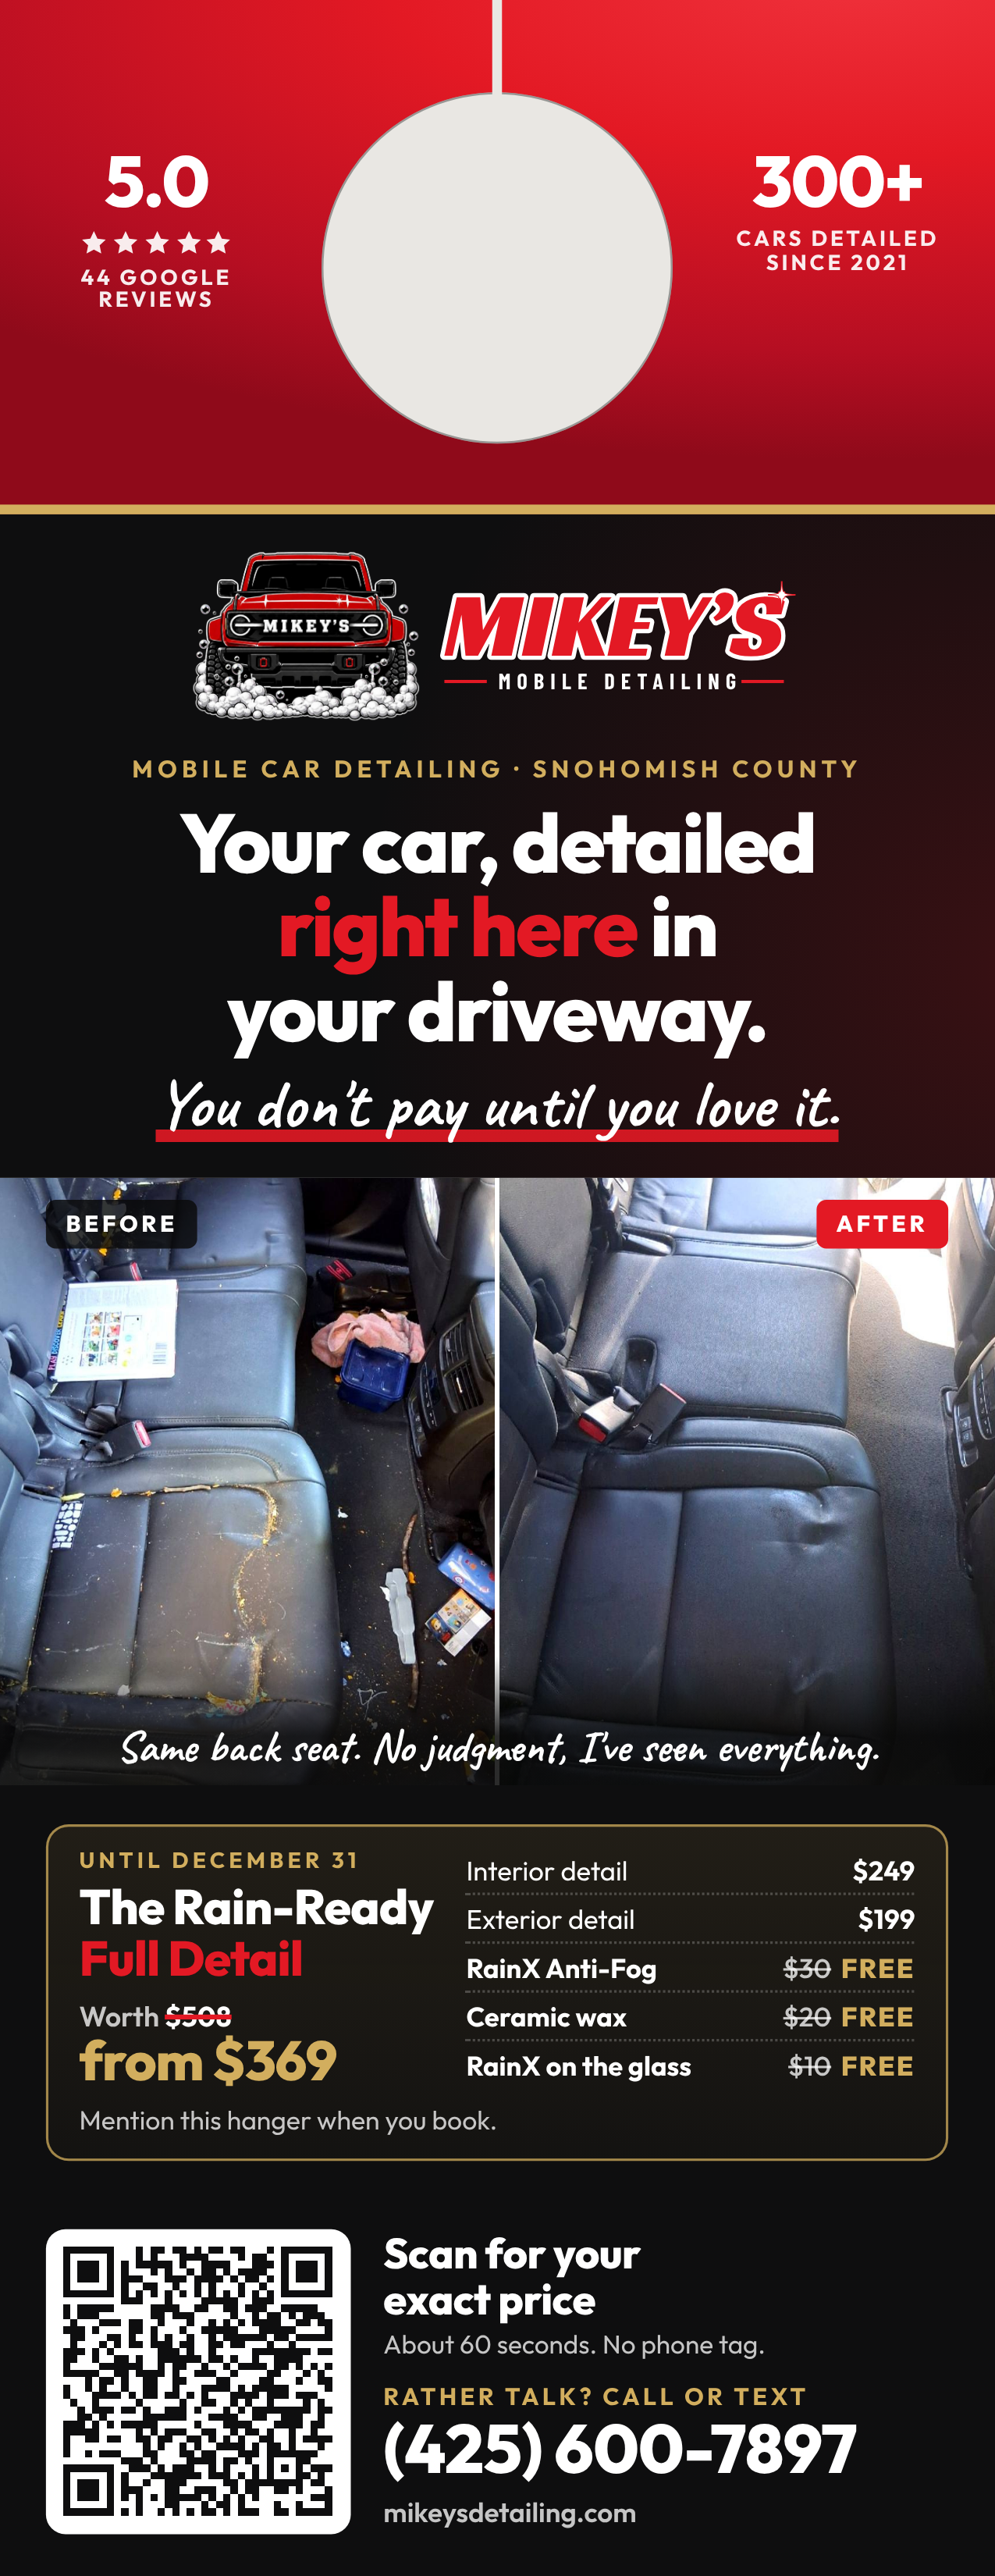 5.0
★★★★★
44 GOOGLE
REVIEWS
300+
CARS DETAILED
SINCE 2021
MIKEY'S
MIKEY'S
MOBILE DETAILING
MOBILE CAR DETAILING · SNOHOMISH COUNTY
Your car, detailed
right here in
your driveway.
You don't pay until you love it.
BEFORE
AFTER
Same back seat. No judgment, I've seen everything.
UNTIL DECEMBER 31
The Rain-Ready
Full Detail
Worth $508
from $369
Mention this hanger when you book.
Interior detail $249
Exterior detail $199
RainX Anti-Fog $30 FREE
Ceramic wax $20 FREE
RainX on the glass $10 FREE
Scan for your
exact price
About 60 seconds. No phone tag.
RATHER TALK? CALL OR TEXT
(425) 600-7897
mikeysdetailing.com